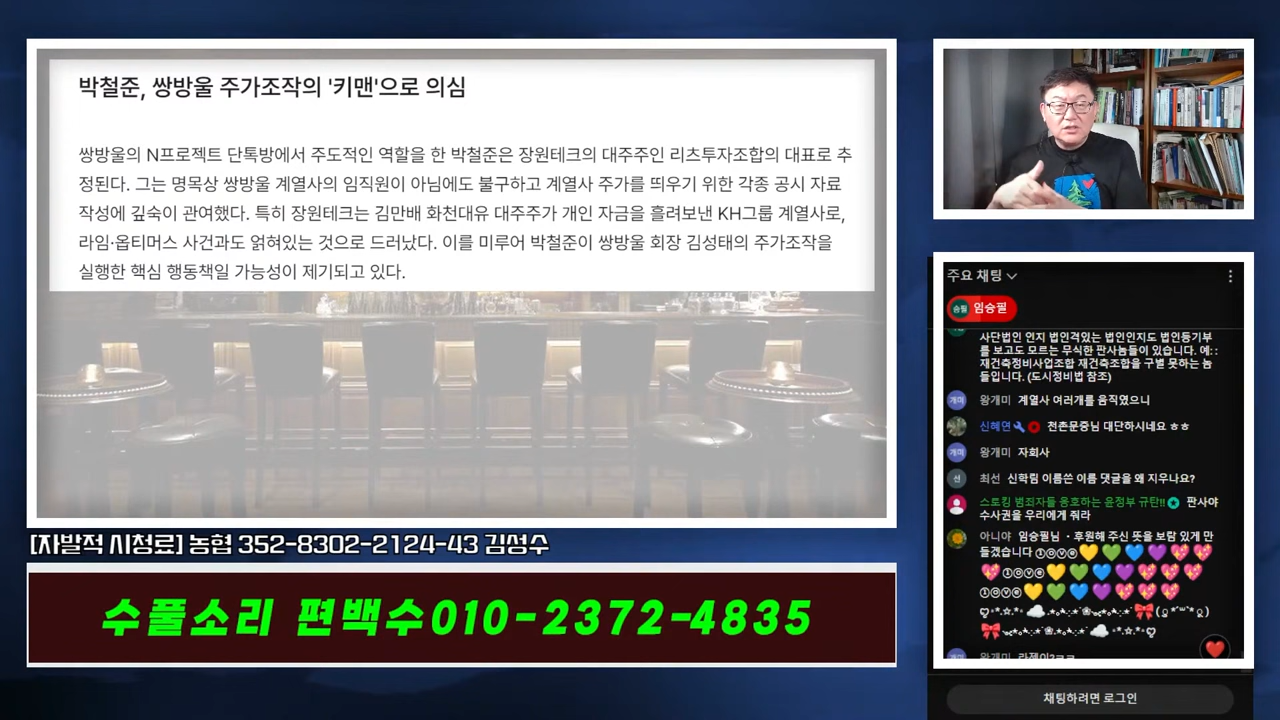 박철준, 쌍방울 주가조작의 '키맨'으로 의심
쌍방울의 N프로젝트 단톡방에서 주도적인 역할을 한 박철준은 장원테크의 대주주인 리츠투자조합의 대표로 추
정된다. 그는 명목상 쌍방울 계열사의 임직원이 아님에도 불구하고 계열사 주가를 띄우기 위한 각종 공시 자료
작성에 깊숙이 관여했다. 특히 장원테크는 김만배 화천대유 대주주가 개인 자금을 흘려보낸 KH그룹 계열사로,
라임·옵티머스 사건과도 얽혀있는 것으로 드러났다. 이를 미루어 박철준이 쌍방울 회장 김성태의 주가조작을
실행한 핵심 행동책일 가능성이 제기되고 있다.
[자발적 시청료] 농협 352-8302-2124-43 김성수
수풀소리 편백수010-2372-4835
주요 채팅
승필 임승필
사단법인 인지 법인격있는 법인인지도 법인등기부
를 보고도 모르는 무식한 판사놈들이 있습니다. 예::
재건축정비사업조합 재건축조합을 구별 못하는 놈
들입니다. (도시정비법 참조)
개미 왕개미 계열사 여러개를 움직였으니
신혜연🔧⭕ 전촌문중님 대단하시네요 ㅎㅎ
개미 왕개미 자회사
선 최선 신학림 이름쓴 이름 댓글을 왜 지우나요?
스토킹 범죄자들 옹호하는 윤정부 규탄!! 판사야
수사권을 우리에게 줘라
아니야 임승필님 · 후원해 주신 뜻을 보람 있게 만
들겠습니다 ⓛⓞⓥⓔ💛💚💙💜💖💖
💖ⓛⓞⓥⓔ💛💚💙💜💖💖💖
ⓛⓞⓥⓔ💛💚💙💜💖💖💖
개미 왕개미
채팅하려면 로그인